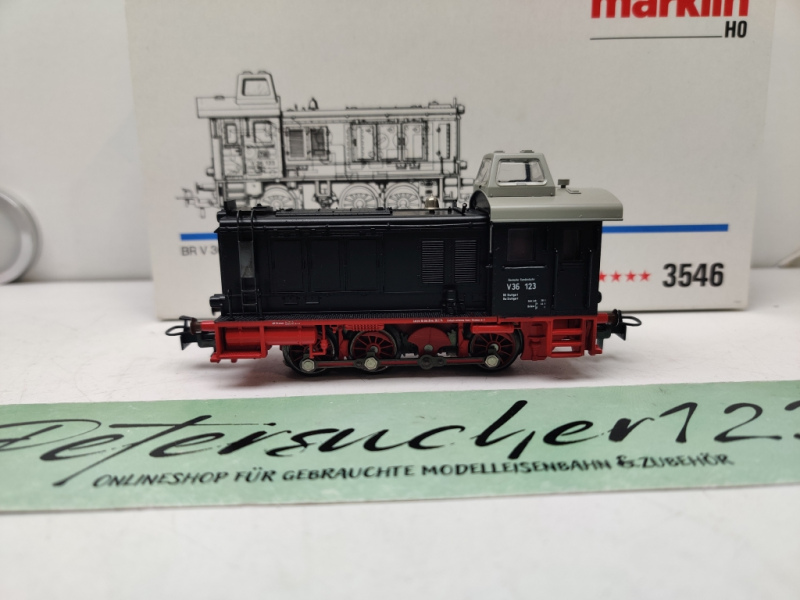 märklin
HO
BR V 36
★★★★ 3546
V36 123
Petersucher123
ONLINESHOP FÜR GEBRAUCHTE MODELLEISENBAHN & ZUBEHÖR